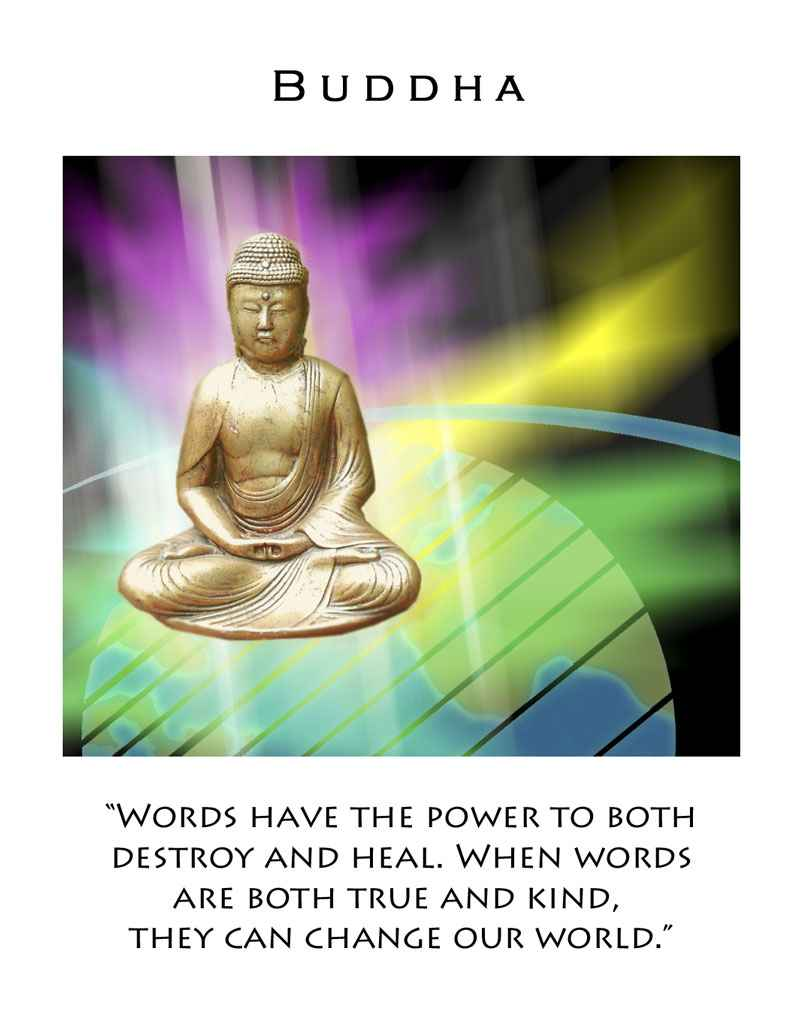 BUDDHA
“WORDS HAVE THE POWER TO BOTH
DESTROY AND HEAL. WHEN WORDS
ARE BOTH TRUE AND KIND,
THEY CAN CHANGE OUR WORLD.”